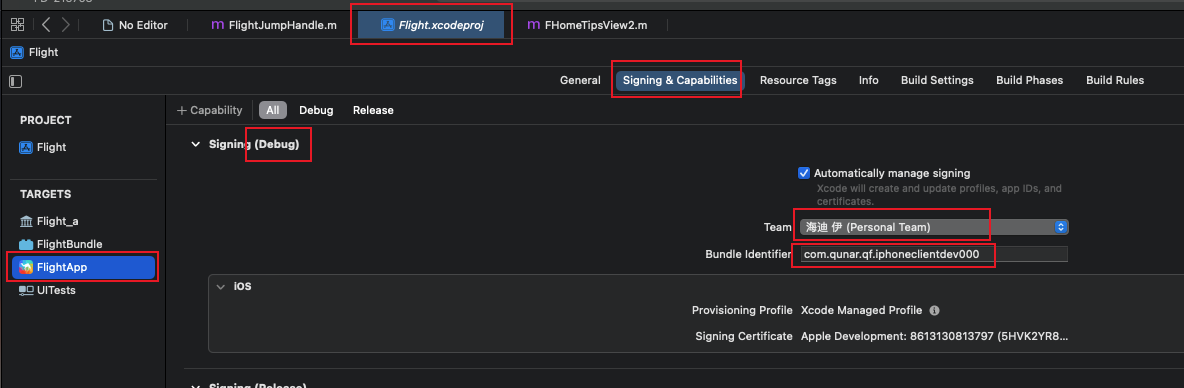 No Editor
FlightJumpHandle.m
Flight.xcodeproj
FHomeTipsView2.m
Flight
General
Signing & Capabilities
Resource Tags
Info
Build Settings
Build Phases
Build Rules
PROJECT
Flight
TARGETS
Flight_a
FlightBundle
FlightApp
UITests
+ Capability
All
Debug
Release
Signing (Debug)
Automatically manage signing
Xcode will create and update profiles, app IDs, and
certificates.
Team 海迪 伊 (Personal Team)
Bundle Identifier com.qunar.qf.iphoneclientdev000
iOS
Provisioning Profile Xcode Managed Profile
Signing Certificate Apple Development: 8613130813797 (5HVK2YR8...
Signing (Release)